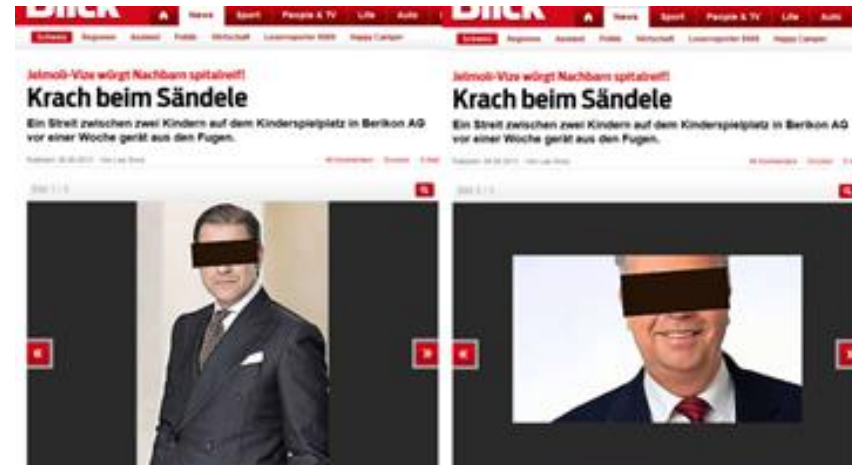 Blick
News Sport People & TV Life Auto
Schweiz Regionen Ausland Politik Wirtschaft Leserreporter 8989 Happy Camper
Jelmoli-Vize würgt Nachbarn spitalreif!
Krach beim Sändele
Ein Streit zwischen zwei Kindern auf dem Kinderspielplatz in Berikon AG
vor einer Woche gerät aus den Fugen.
Blick
News Sport People & TV Life Auto
Schweiz Regionen Ausland Politik Wirtschaft Leserreporter 8989 Happy Camper
Jelmoli-Vize würgt Nachbarn spitalreif!
Krach beim Sändele
Ein Streit zwischen zwei Kindern auf dem Kinderspielplatz in Berikon AG
vor einer Woche gerät aus den Fugen.